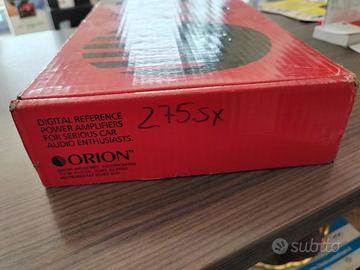 DIGITAL REFERENCE
POWER AMPLIFIERS
FOR SERIOUS CAR
AUDIO ENTHUSIASTS.
275SX
ORION
subito